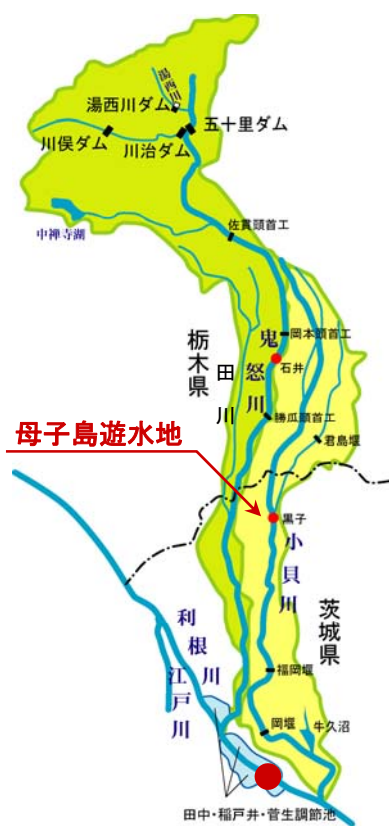 湯西川
湯西川ダム
五十里ダム
川俣ダム
川治ダム
中禅寺湖
佐貫頭首工
栃木県
鬼怒川
田川
岡本頭首工
石井
勝瓜頭首工
君島堰
母子島遊水地
黒子
小貝川
茨城県
利根川
江戸川
福岡堰
岡堰
牛久沼
田中・稲戸井・菅生調節池